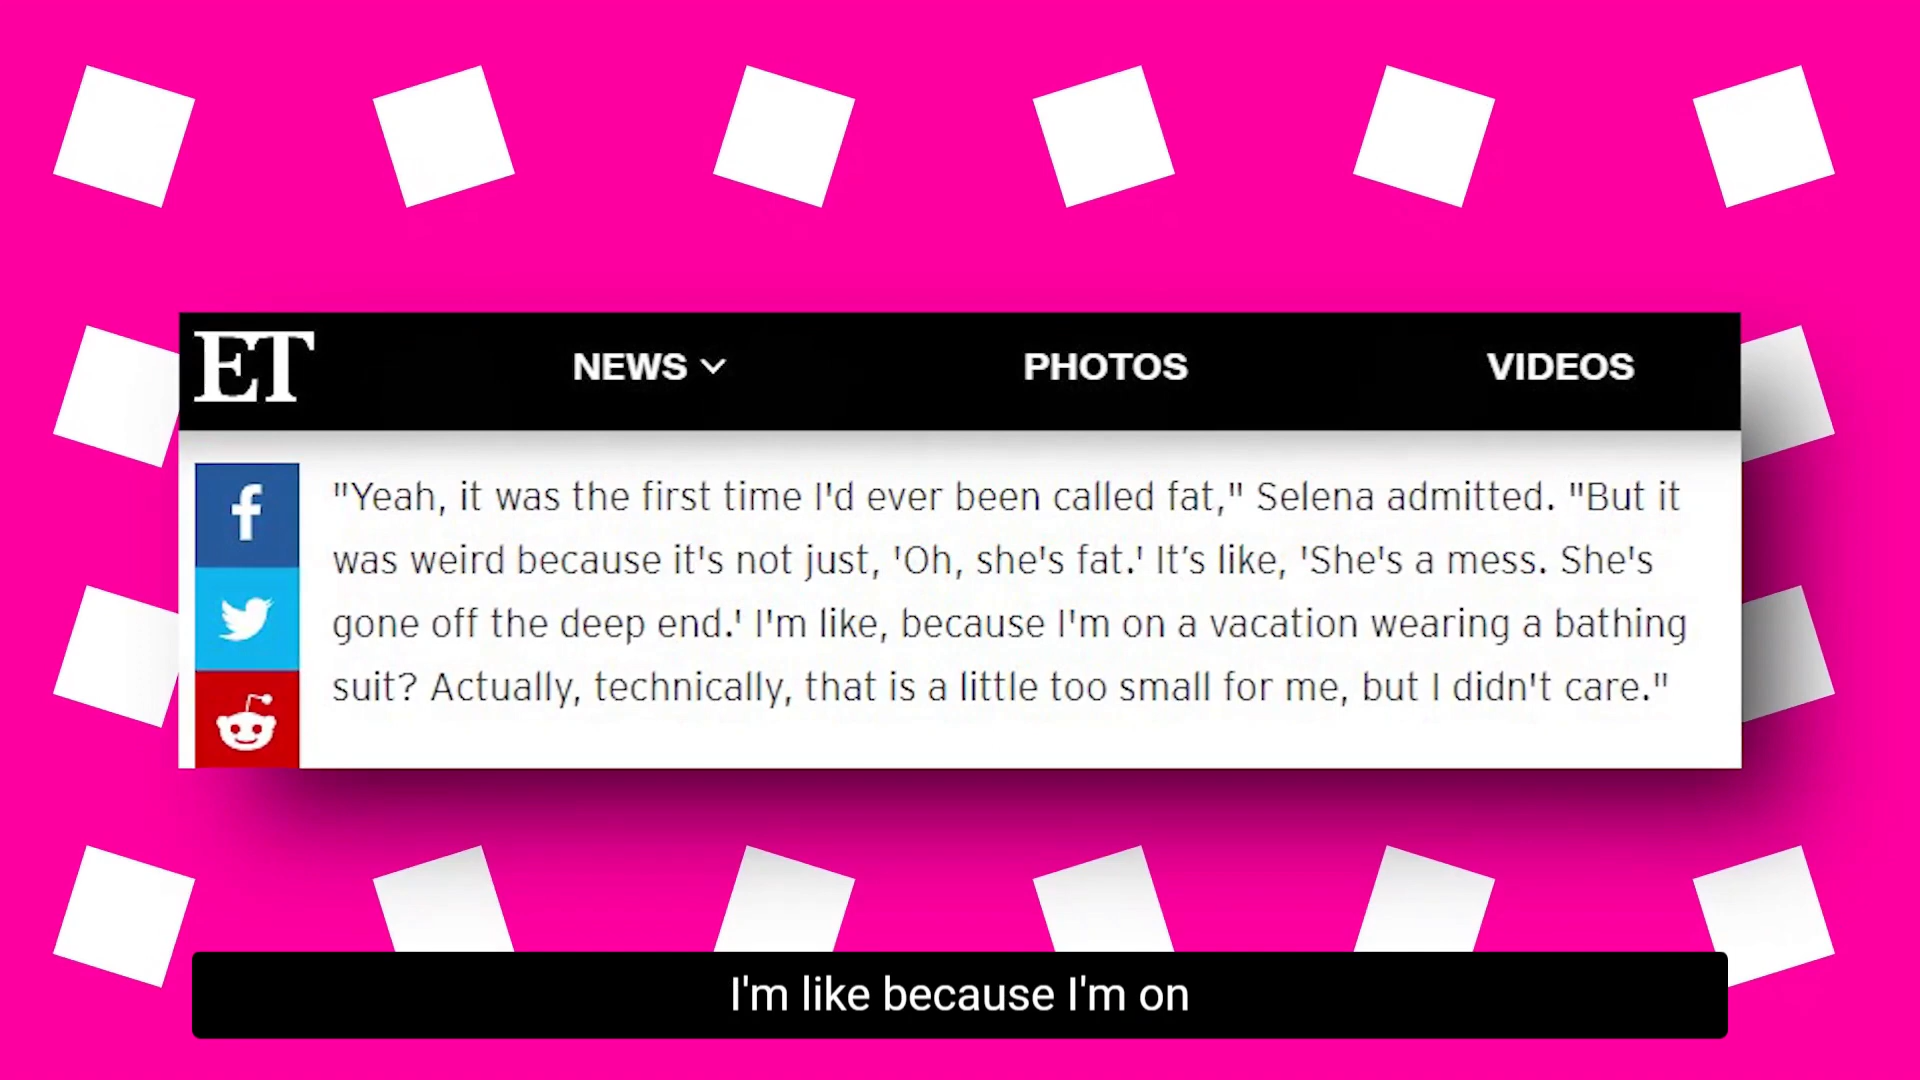 ET
NEWS
PHOTOS
VIDEOS
"Yeah, it was the first time I'd ever been called fat," Selena admitted. "But it
was weird because it's not just, 'Oh, she's fat.' It’s like, 'She's a mess. She's
gone off the deep end.' I'm like, because I'm on a vacation wearing a bathing
suit? Actually, technically, that is a little too small for me, but I didn't care."
I'm like because I'm on